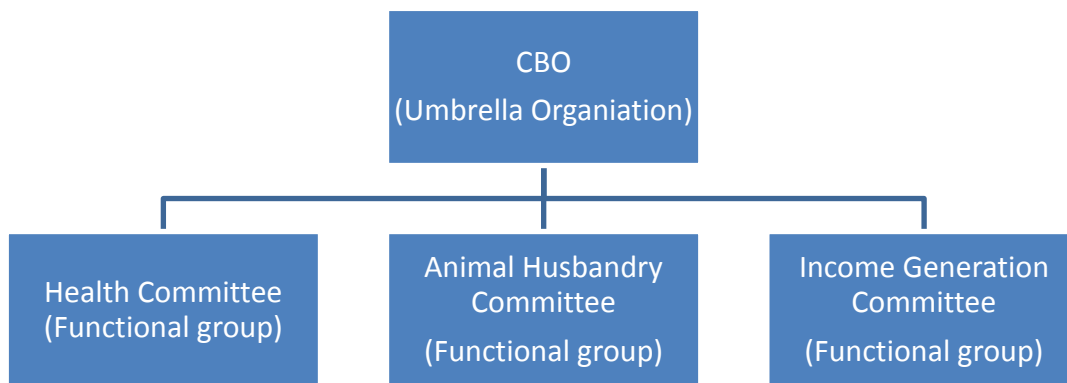 CBO
(Umbrella Organiation)
Health Committee
(Functional group)
Animal Husbandry
Committee
(Functional group)
Income Generation
Committee
(Functional group)